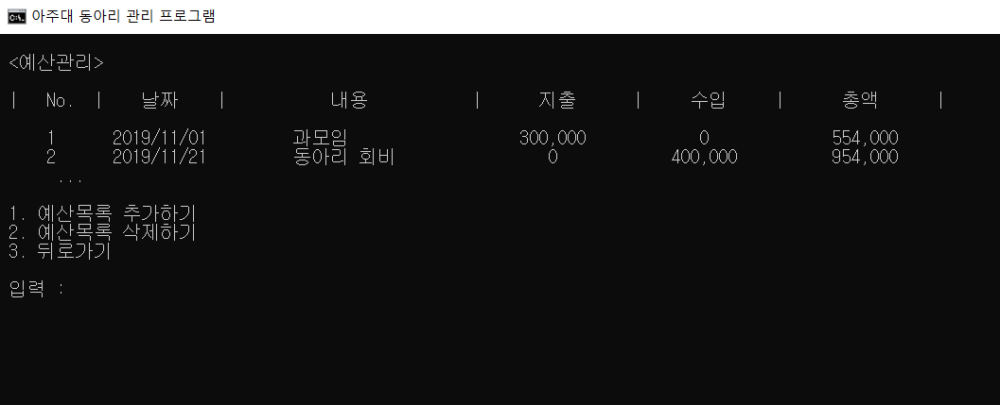 아주대 동아리 관리 프로그램
<예산관리>
| No. | 날짜 | 내용 | 지출 | 수입 | 총액 |
1 2019/11/01 과모임 300,000 0 554,000
2 2019/11/21 동아리 회비 0 400,000 954,000
...
1. 예산목록 추가하기
2. 예산목록 삭제하기
3. 뒤로가기
입력 :